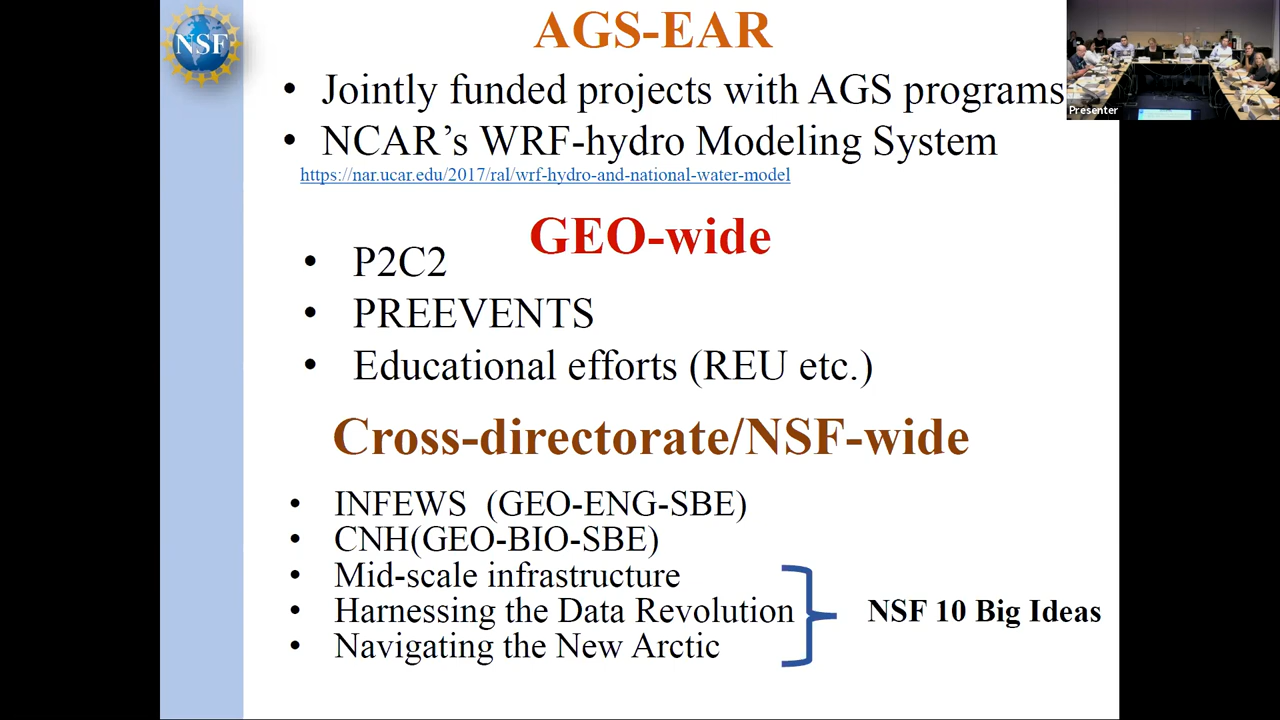 NSF
AGS-EAR
• Jointly funded projects with AGS programs
Presenter
• NCAR’s WRF-hydro Modeling System
https://nar.ucar.edu/2017/ral/wrf-hydro-and-national-water-model
GEO-wide
• P2C2
• PREEVENTS
• Educational efforts (REU etc.)
Cross-directorate/NSF-wide
• INFEWS (GEO-ENG-SBE)
• CNH(GEO-BIO-SBE)
• Mid-scale infrastructure
• Harnessing the Data Revolution
NSF 10 Big Ideas
• Navigating the New Arctic